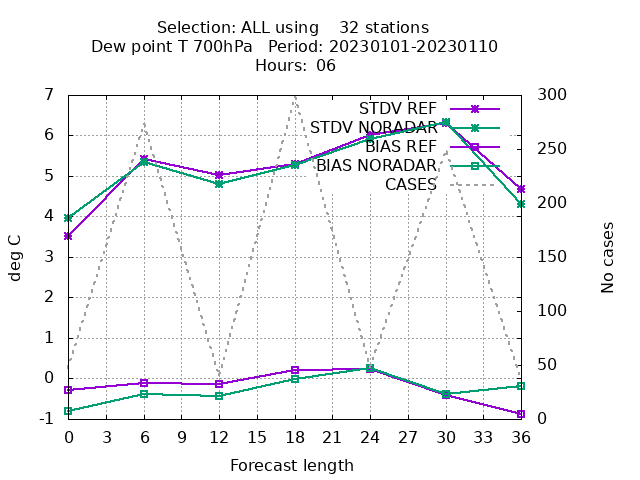 Selection: ALL using    32 stations
Dew point T 700hPa   Period: 20230101-20230110
Hours: 06
STDV REF
STDV NORADAR
BIAS REF
BIAS NORADAR
CASES
deg C
7
6
5
4
3
2
1
0
-1
300
250
200
150
100
50
0
No cases
0 3 6 9 12 15 18 21 24 27 30 33 36
Forecast length